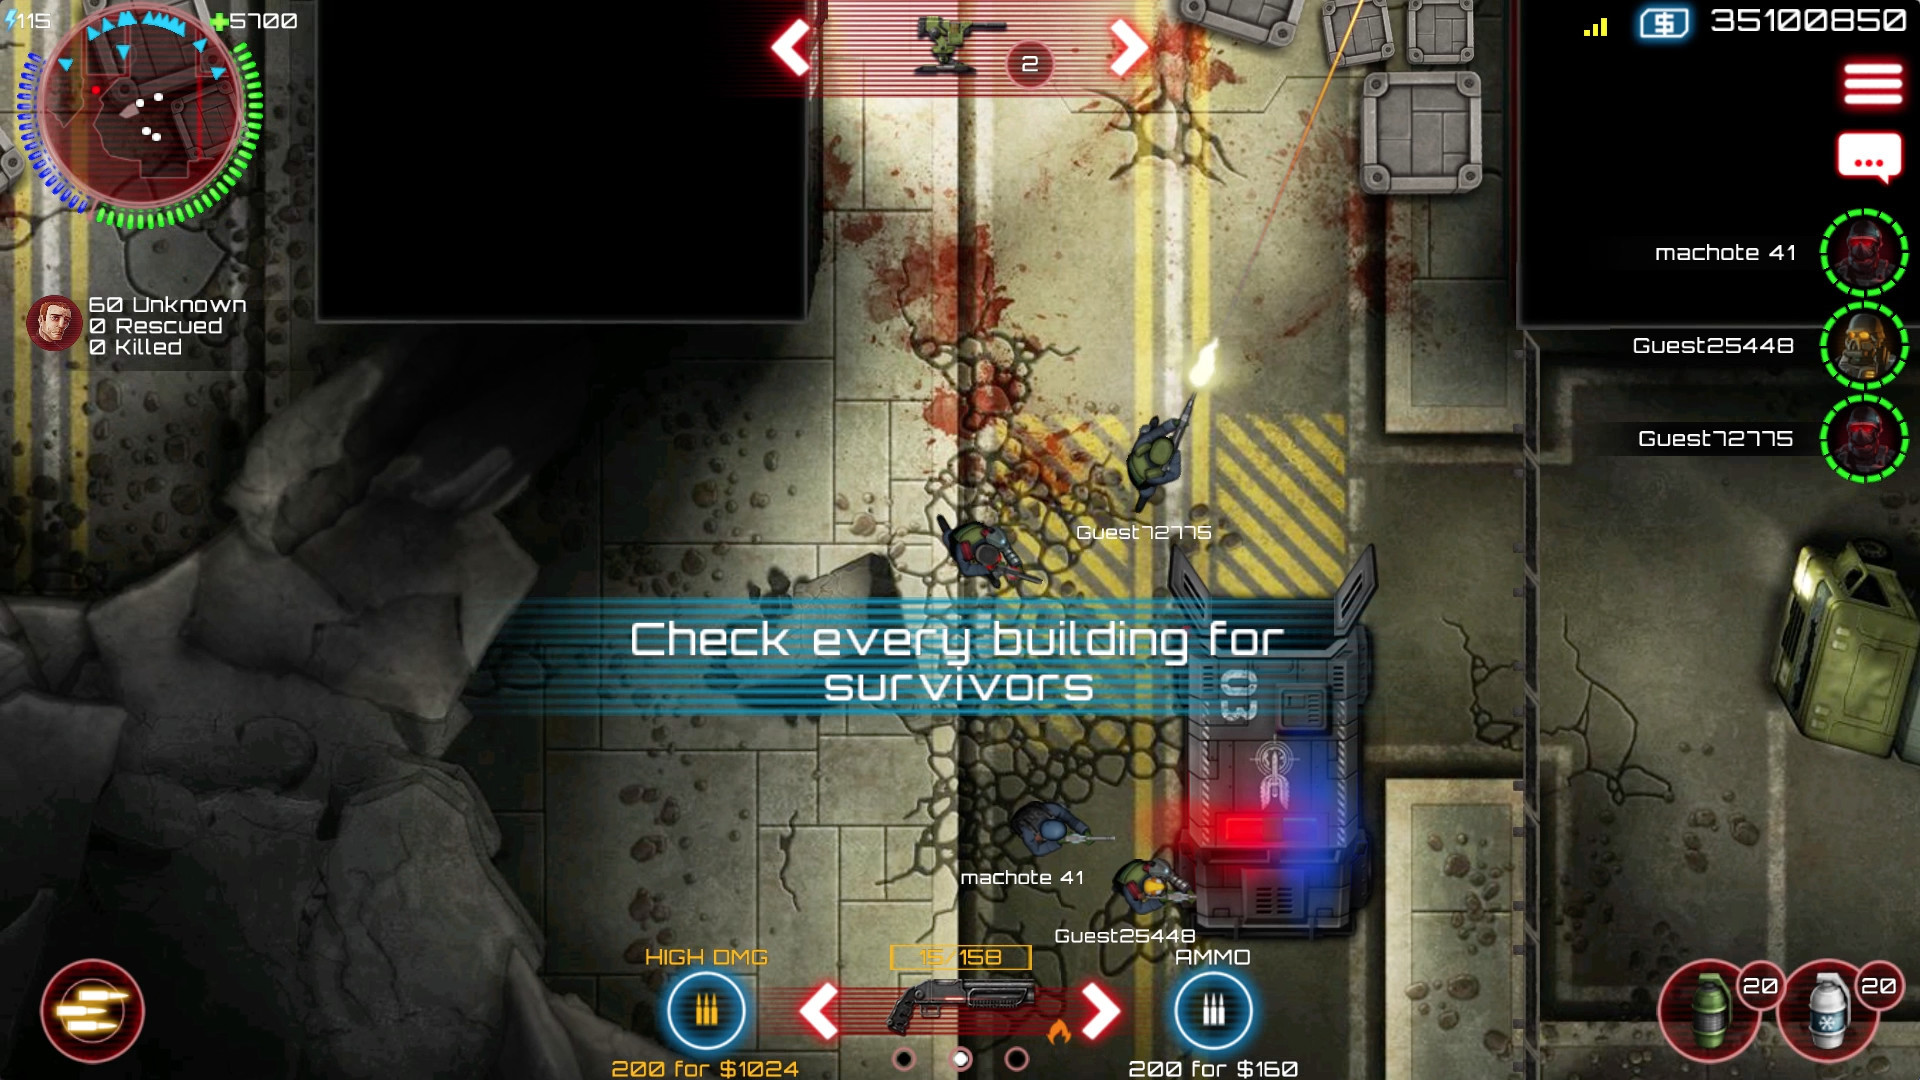 115
5700
2
35100850
machote 41
60 Unknown
0 Rescued
0 Killed
Guest25448
Guest72775
Guest72775
Check every building for
survivors
03
machote 41
Guest25448
HIGH DMG
15/158
AMMO
20
20
200 for $1024
200 for $160